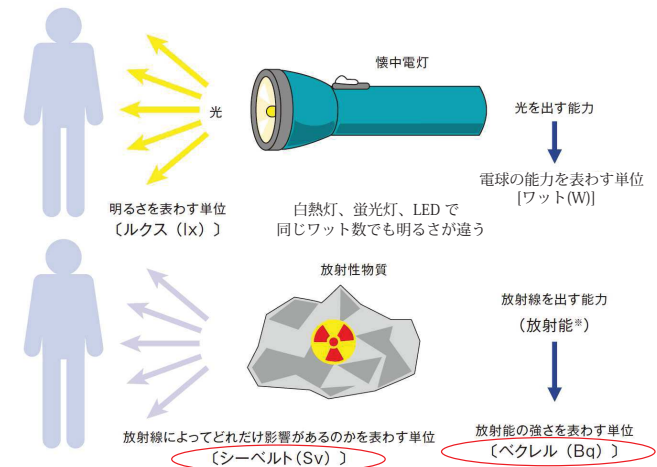 懐中電灯
光
光を出す能力
電球の能力を表わす単位
[ワット(W)]
明るさを表わす単位
〔ルクス（lx）〕
白熱灯、蛍光灯、LED で
同じワット数でも明るさが違う
放射性物質
放射線を出す能力
(放射能※)
放射線によってどれだけ影響があるのかを表わす単位
〔シーベルト(Sv)〕
放射能の強さを表わす単位
〔ベクレル（Bq）〕